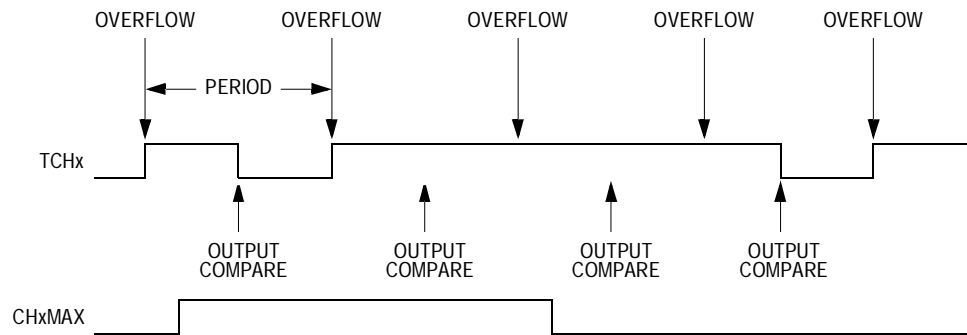 OVERFLOW OVERFLOW OVERFLOW OVERFLOW OVERFLOW
PERIOD
TCHx
OUTPUT COMPARE
OUTPUT COMPARE
OUTPUT COMPARE
OUTPUT COMPARE
CHxMAX